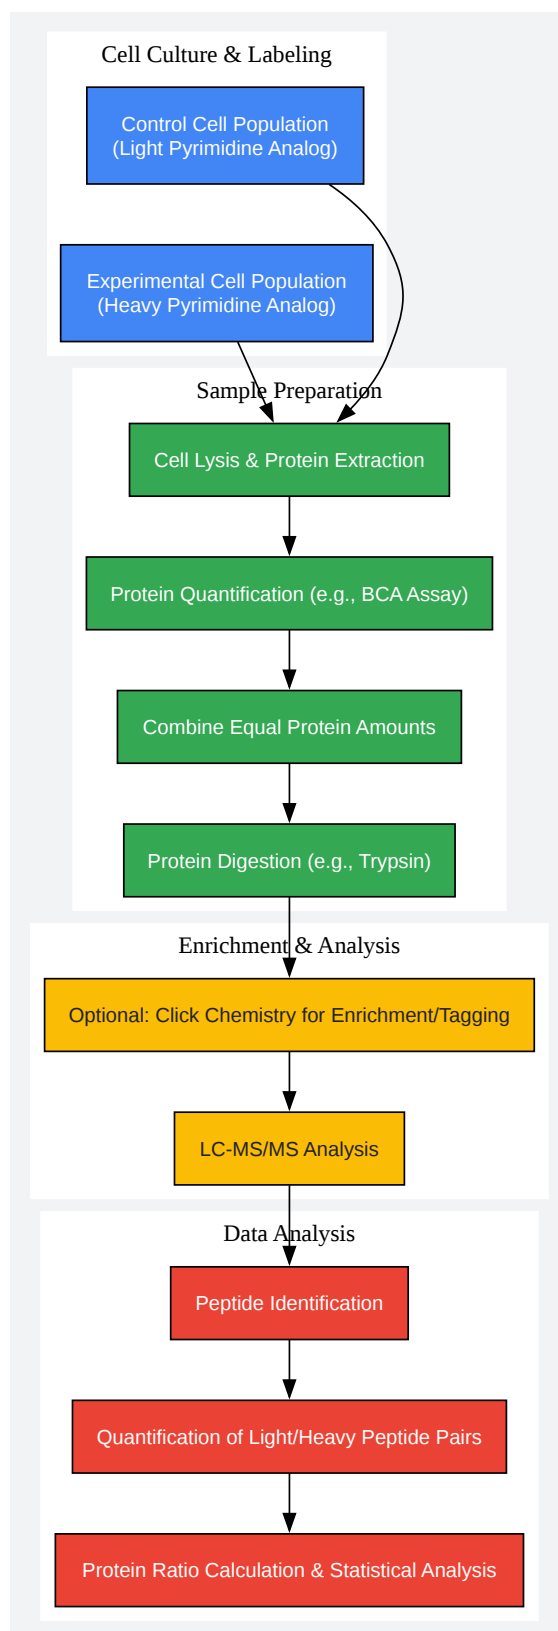 Cell Culture & Labeling
Control Cell Population
(Light Pyrimidine Analog)
Experimental Cell Population
(Heavy Pyrimidine Analog)
Sample Preparation
Cell Lysis & Protein Extraction
Protein Quantification (e.g., BCA Assay)
Combine Equal Protein Amounts
Protein Digestion (e.g., Trypsin)
Enrichment & Analysis
Optional: Click Chemistry for Enrichment/Tagging
LC-MS/MS Analysis
Data Analysis
Peptide Identification
Quantification of Light/Heavy Peptide Pairs
Protein Ratio Calculation & Statistical Analysis